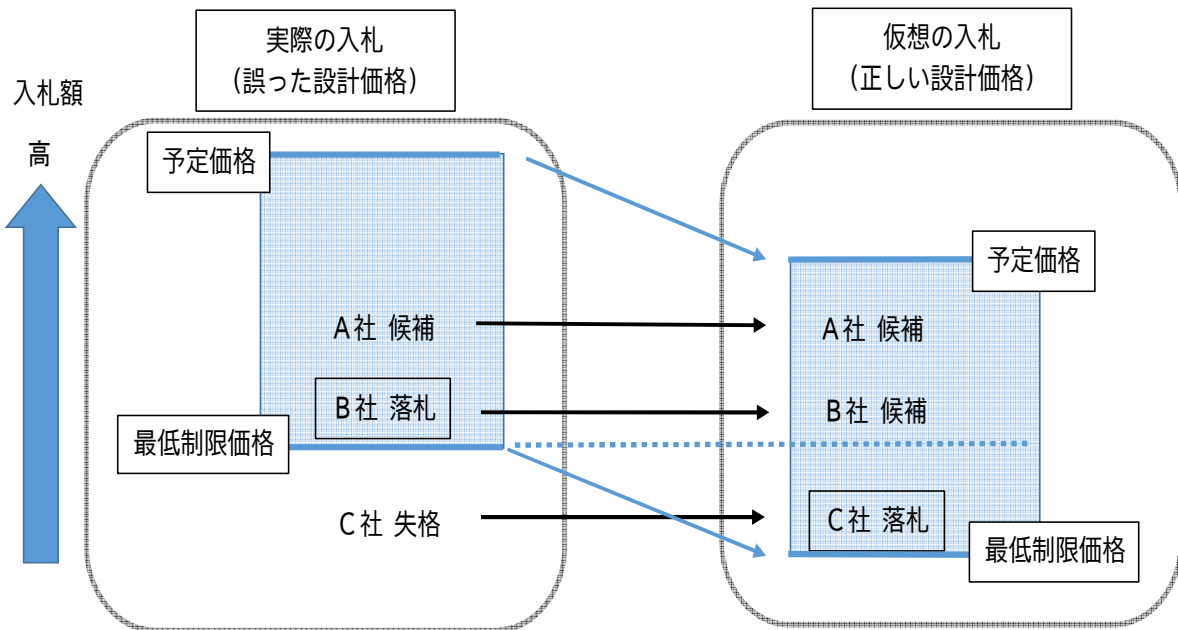 実際の入札
(誤った設計価格)
仮想の入札
(正しい設計価格)
入札額
高
予定価格
予定価格
A社 候補
A社 候補
B社 落札
B社 候補
最低制限価格
C社 失格
C社 落札
最低制限価格